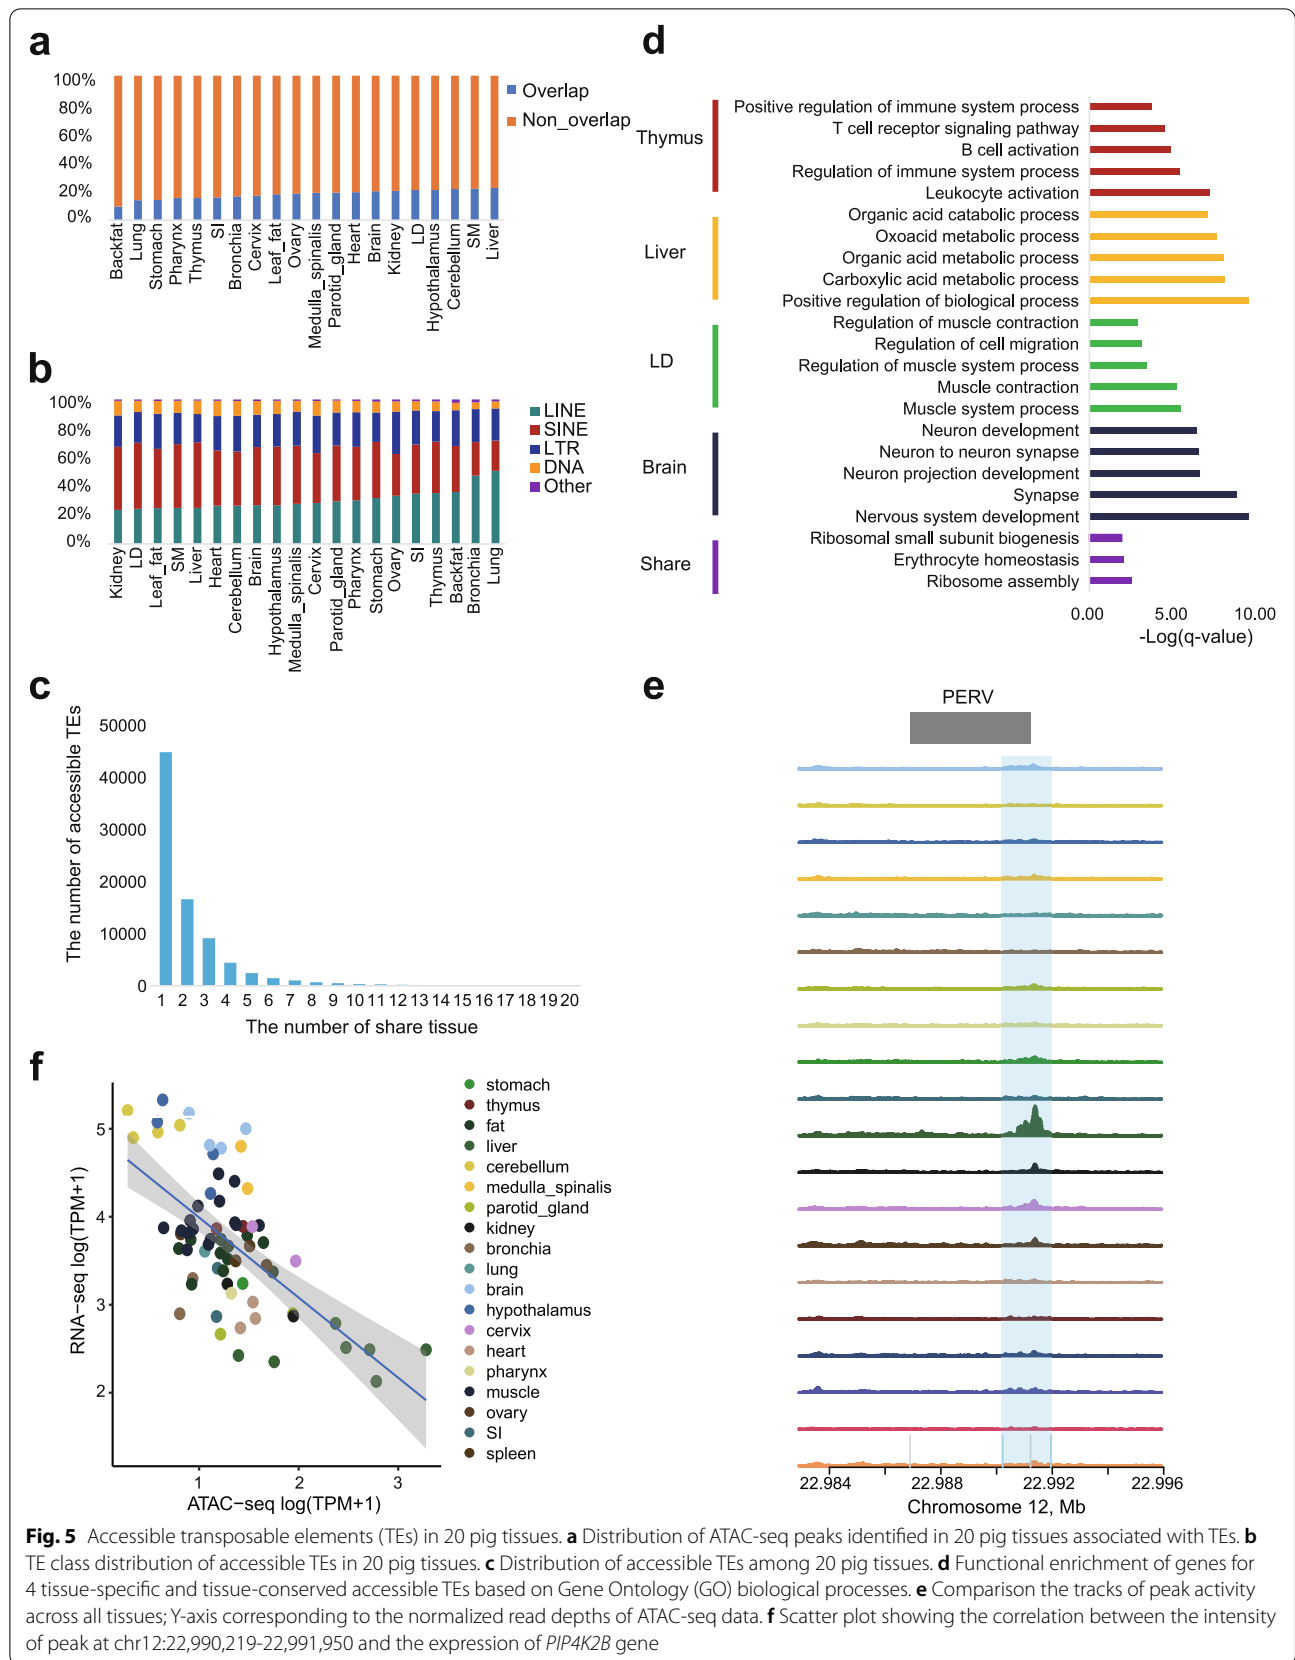 a
100%
80%
60%
40%
20%
0%
Overlap
Non_overlap
Backfat
Lung
Stomach
Pharynx
Thymus
SI
Bronchia
Cervix
Leaf_fat
Ovary
Medulla_spinalis
Parotid_gland
Heart
Brain
Kidney
LD
Hypothalamus
Cerebellum
SM
Liver
b
100%
80%
60%
40%
20%
0%
LINE
SINE
LTR
DNA
Other
Kidney
LD
Leaf_fat
SM
Liver
Heart
Cerebellum
Brain
Hypothalamus
Medulla_spinalis
Cervix
Parotid_gland
Pharynx
Stomach
Ovary
SI
Thymus
Backfat
Bronchia
Lung
c
The number of accessible TEs
50000
40000
30000
20000
10000
0
1 2 3 4 5 6 7 8 9 10 11 12 13 14 15 16 17 18 19 20
The number of share tissue
d
Thymus
Positive regulation of immune system process
T cell receptor signaling pathway
B cell activation
Regulation of immune system process
Leukocyte activation
Liver
Organic acid catabolic process
Oxoacid metabolic process
Organic acid metabolic process
Carboxylic acid metabolic process
Positive regulation of biological process
LD
Regulation of muscle contraction
Regulation of cell migration
Regulation of muscle system process
Muscle contraction
Muscle system process
Brain
Neuron development
Neuron to neuron synapse
Neuron projection development
Synapse
Nervous system development
Share
Ribosomal small subunit biogenesis
Erythrocyte homeostasis
Ribosome assembly
0.00 5.00 10.00
-Log(q-value)
e
PERV
22.984 22.988 22.992 22.996
Chromosome 12, Mb
f
RNA−seq log(TPM+1)
5
4
3
2
1 2 3
ATAC−seq log(TPM+1)
stomach
thymus
fat
liver
cerebellum
medulla_spinalis
parotid_gland
kidney
bronchia
lung
brain
hypothalamus
cervix
heart
pharynx
muscle
ovary
SI
spleen
Fig. 5 Accessible transposable elements (TEs) in 20 pig tissues. a Distribution of ATAC-seq peaks identified in 20 pig tissues associated with TEs. b
TE class distribution of accessible TEs in 20 pig tissues. c Distribution of accessible TEs among 20 pig tissues. d Functional enrichment of genes for
4 tissue-specific and tissue-conserved accessible TEs based on Gene Ontology (GO) biological processes. e Comparison the tracks of peak activity
across all tissues; Y-axis corresponding to the normalized read depths of ATAC-seq data. f Scatter plot showing the correlation between the intensity
of peak at chr12:22,990,219-22,991,950 and the expression of PIP4K2B gene